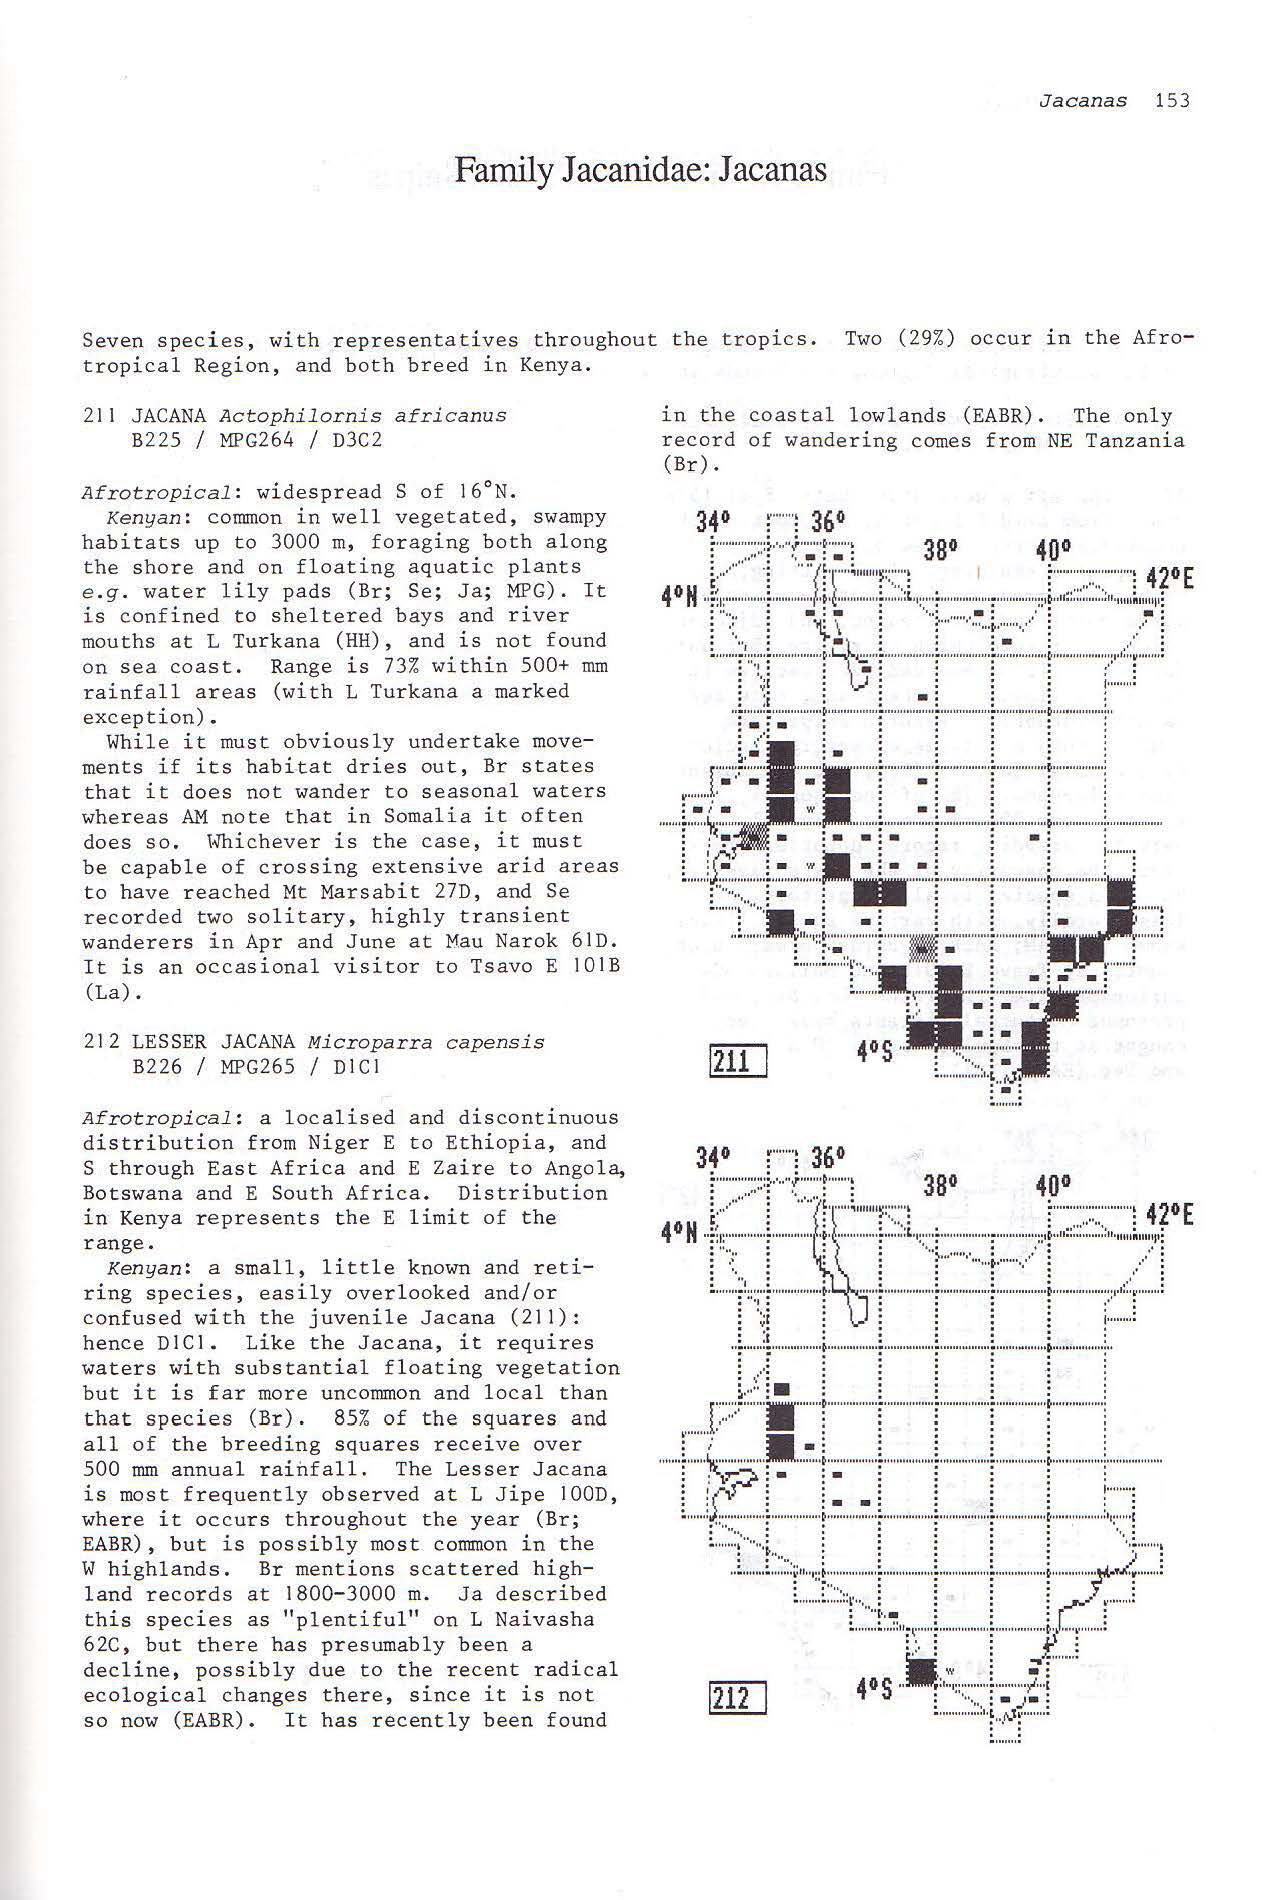 Jacanas 153
Family Jacanidae: Jacanas
Seven species, with representatives throughout the tropics. Two (29%) occur in the Afro-
tropical Region, and both breed in Kenya.
211 JACANA Actophilornis africanus
B225 / MPG264 / D3C2
Afrotropical: widespread S of 16°N.
Kenyan: common in well vegetated, swampy
habitats up to 3000 m, foraging both along
the shore and on floating aquatic plants
e.g. water lily pads (Br; Se; Ja; MPG). It
is confined to sheltered bays and river
mouths at L Turkana (HH), and is not found
on sea coast. Range is 73% within 500+ mm
rainfall areas (with L Turkana a marked
exception).
While it must obviously undertake move-
ments if its habitat dries out, Br states
that it does not wander to seasonal waters
whereas AM note that in Somalia it often
does so. Whichever is the case, it must
be capable of crossing extensive arid areas
to have reached Mt Marsabit 27D, and Se
recorded two solitary, highly transient
wanderers in Apr and June at Mau Narok 61D.
It is an occasional visitor to Tsavo E 101B
(La).
212 LESSER JACANA Microparra capensis
B226 / MPG265 / D1C1
Afrotropical: a localised and discontinuous
distribution from Niger E to Ethiopia, and
S through East Africa and E Zaire to Angola,
Botswana and E South Africa. Distribution
in Kenya represents the E limit of the
range.
Kenyan: a small, little known and reti-
ring species, easily overlooked and/or
confused with the juvenile Jacana (211):
hence D1C1. Like the Jacana, it requires
waters with substantial floating vegetation
but it is far more uncommon and local than
that species (Br). 85% of the squares and
all of the breeding squares receive over
500 mm annual rainfall. The Lesser Jacana
is most frequently observed at L Jipe 100D,
where it occurs throughout the year (Br;
EABR), but is possibly most common in the
W highlands. Br mentions scattered high-
land records at 1800-3000 m. Ja described
this species as "plentiful" on L Naivasha
62C, but there has presumably been a
decline, possibly due to the recent radical
ecological changes there, since it is not
so now (EABR). It has recently been found
in the coastal lowlands (EABR). The only
record of wandering comes from NE Tanzania
(Br).
34° 36°
38° 40°
42°E
4°N
W
W
4°S
211
34° 36°
38° 40°
42°E
4°N
W
4°S
212